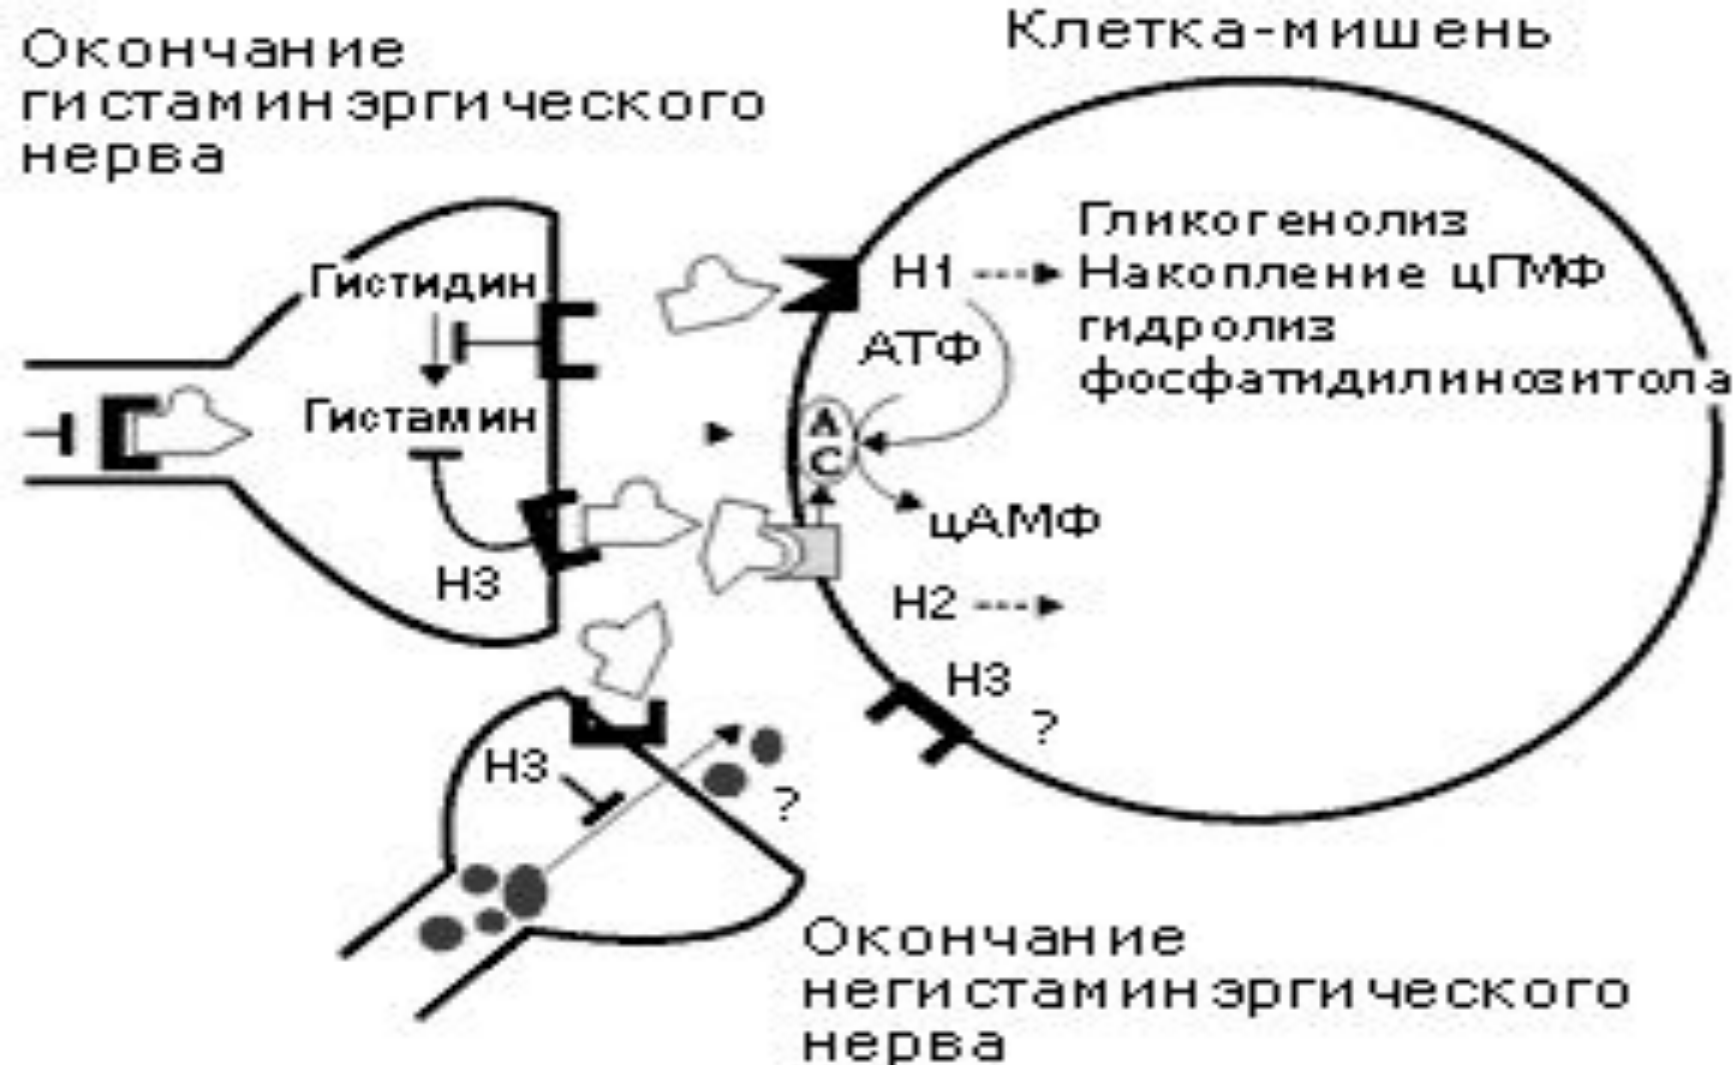 Окончание
гистаминэргического
нерва
Клетка-мишень
Гистидин
Гистамин
Н3
Н1
Гликогенолиз
Накопление цГМФ
гидролиз
фосфатидилинозитола
АТФ
А
С
цАМФ
Н2
Н3
?
Н3
?
Окончание
негистаминэргического
нерва